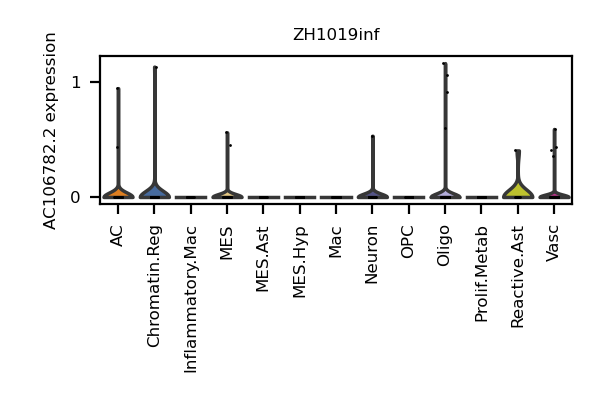 ZH1019inf
AC106782.2 expression
1
0
AC
Chromatin.Reg
Inflammatory.Mac
MES
MES.Ast
MES.Hyp
Mac
Neuron
OPC
Oligo
Prolif.Metab
Reactive.Ast
Vasc